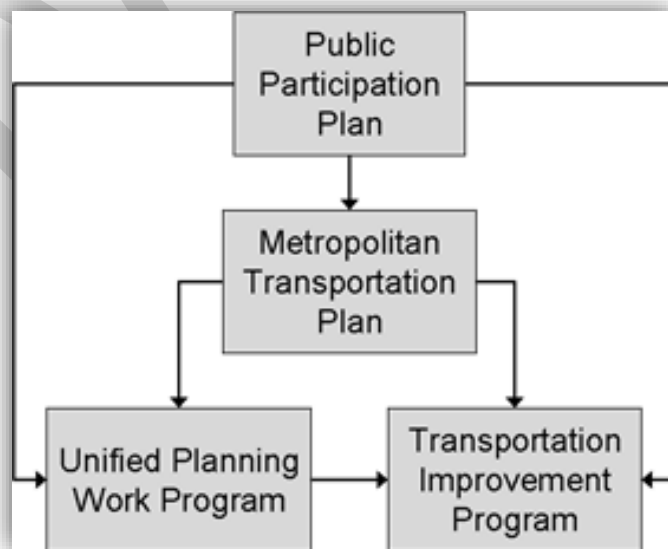 Public
Participation
Plan
Metropolitan
Transportation
Plan
Unified Planning
Work Program
Transportation
Improvement
Program